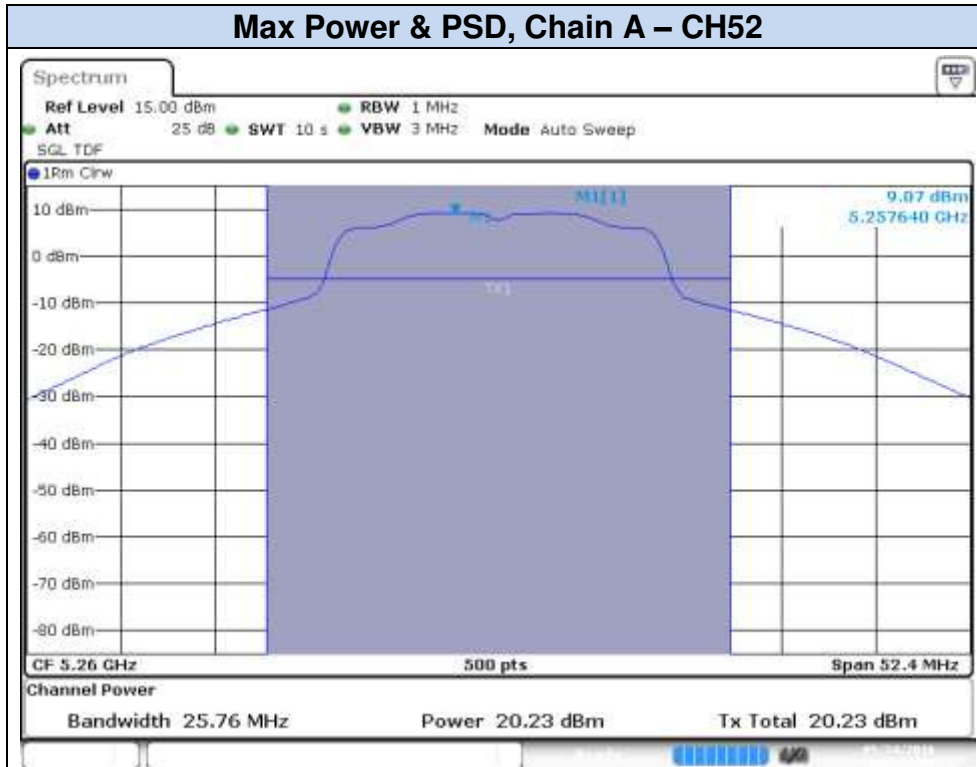 Max Power & PSD, Chain A – CH52
Spectrum
Ref Level 15.00 dBm RBW 1 MHz
Att 25 dB SWT 10 s VBW 3 MHz Mode Auto Sweep
SGL TDF
1Rm Clrw
M1[1] 9.07 dBm
5.257640 GHz
10 dBm
M1
0 dBm
TX1
-10 dBm
-20 dBm
-30 dBm
-40 dBm
-50 dBm
-60 dBm
-70 dBm
-80 dBm
CF 5.26 GHz 500 pts Span 52.4 MHz
Channel Power
Bandwidth 25.76 MHz Power 20.23 dBm Tx Total 20.23 dBm